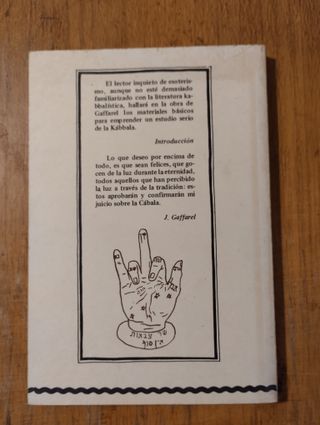 El lector inquieto de esoteris-
mo, aunque no esté demasiado
familiarizado con la literatura ka-
bbalística, hallará en la obra de
Gaffarel los materiales básicos
para emprender un estudio serio
de la Kábbala.
Introducción
Lo que deseo por encima de
todo, es que sean felices, que go-
cen de la luz durante la eternidad,
todos aquellos que han percibido
la luz a través de la tradición: es-
tos aprobarán y confirmarán mi
juicio sobre la Cábala.
J. Gaffarel